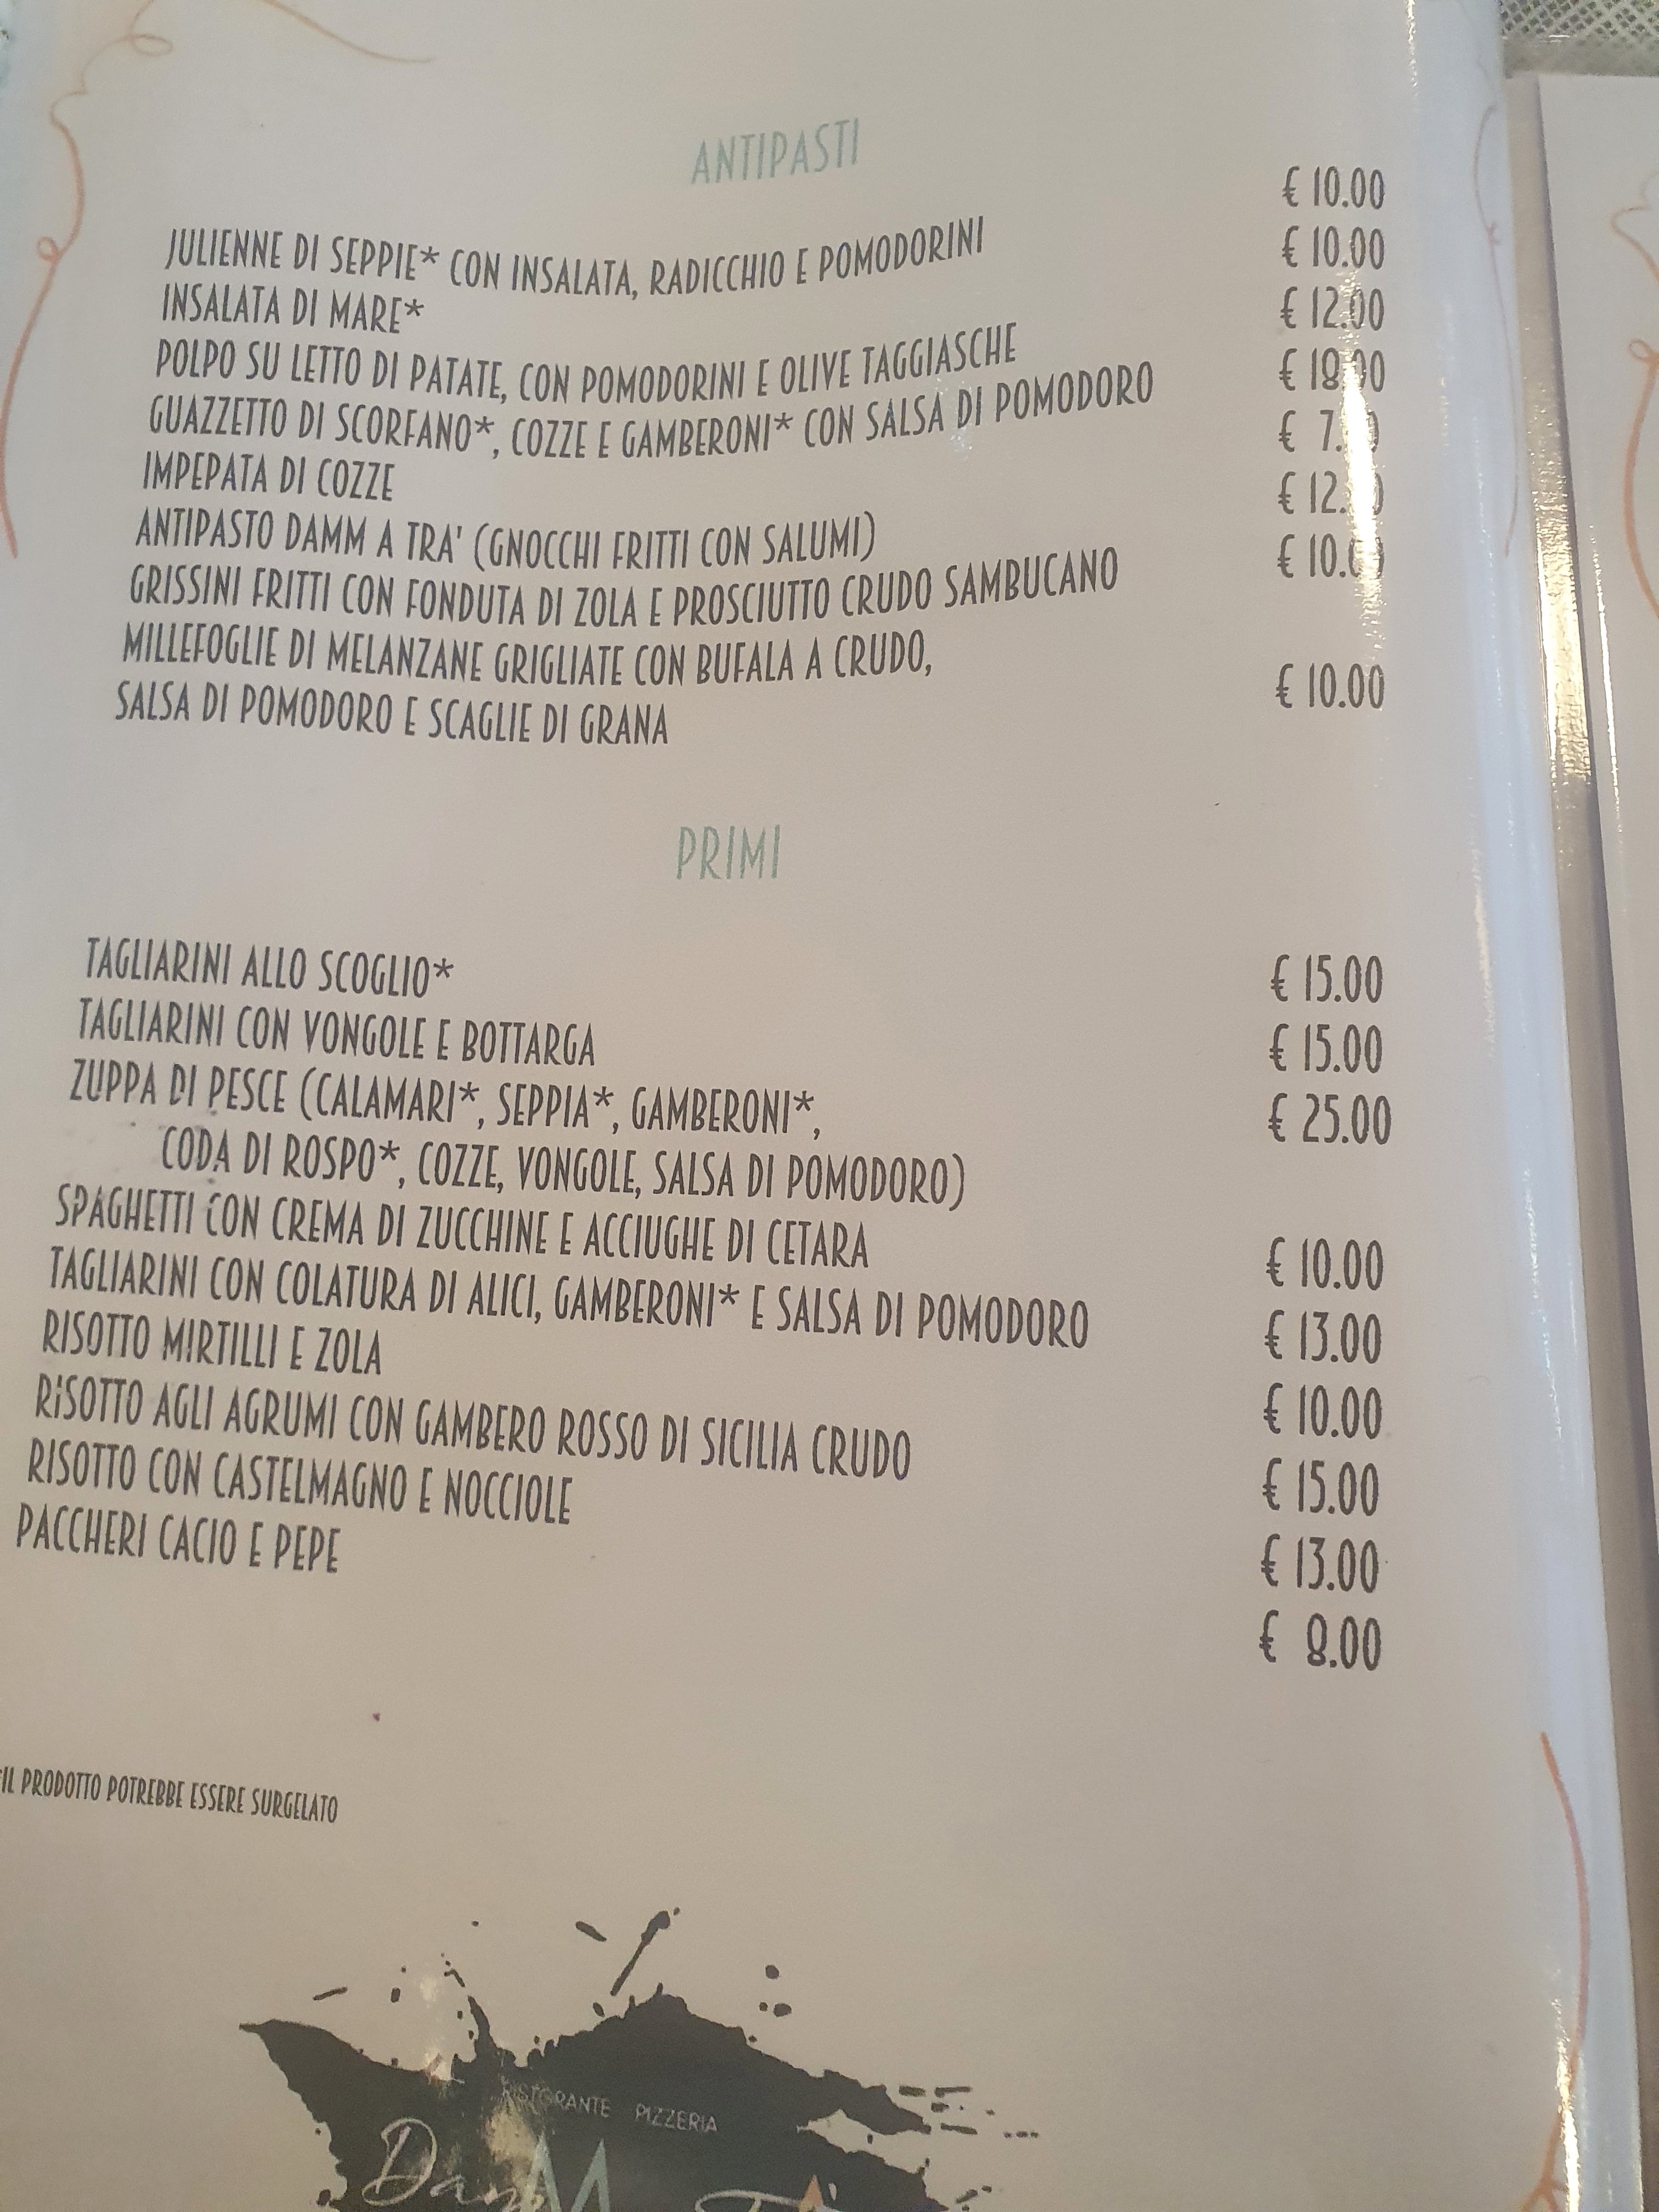 ANTIPASTI
JULIENNE DI SEPPIE* CON INSALATA, RADICCHIO E POMODORINI € 10.00
INSALATA DI MARE* € 10.00
POLPO SU LETTO DI PATATE, CON POMODORINI E OLIVE TAGGIASCHE € 12.00
GUAZZETTO DI SCORFANO*, COZZE E GAMBERONI* CON SALSA DI POMODORO € 18.00
IMPEPATA DI COZZE €
ANTIPASTO DAMM A TRA' (GNOCCHI FRITTI CON SALUMI) €
GRISSINI FRITTI CON FONDUTA DI ZOLA E PROSCIUTTO CRUDO SAMBUCANO € 10.00
MILLEFOGLIE DI MELANZANE GRIGLIATE CON BUFALA A CRUDO,
SALSA DI POMODORO E SCAGLIE DI GRANA € 10.00
PRIMI
TAGLIARINI ALLO SCOGLIO* € 15.00
TAGLIARINI CON VONGOLE E BOTTARGA € 15.00
ZUPPA DI PESCE (CALAMARI*, SEPPIA*, GAMBERONI*, € 25.00
CODA DI ROSPO*, COZZE, VONGOLE, SALSA DI POMODORO)
SPAGHETTI CON CREMA DI ZUCCHINE E ACCIUGHE DI CETARA € 10.00
TAGLIARINI CON COLATURA DI ALICI, GAMBERONI* E SALSA DI POMODORO € 13.00
RISOTTO MIRTILLI E ZOLA € 10.00
RISOTTO AGLI AGRUMI CON GAMBERO ROSSO DI SICILIA CRUDO € 15.00
RISOTTO CON CASTELMAGNO E NOCCIOLE € 13.00
PACCHERI CACIO E PEPE € 8.00
*IL PRODOTTO POTREBBE ESSERE SURGELATO
RISTORANTE PIZZERIA